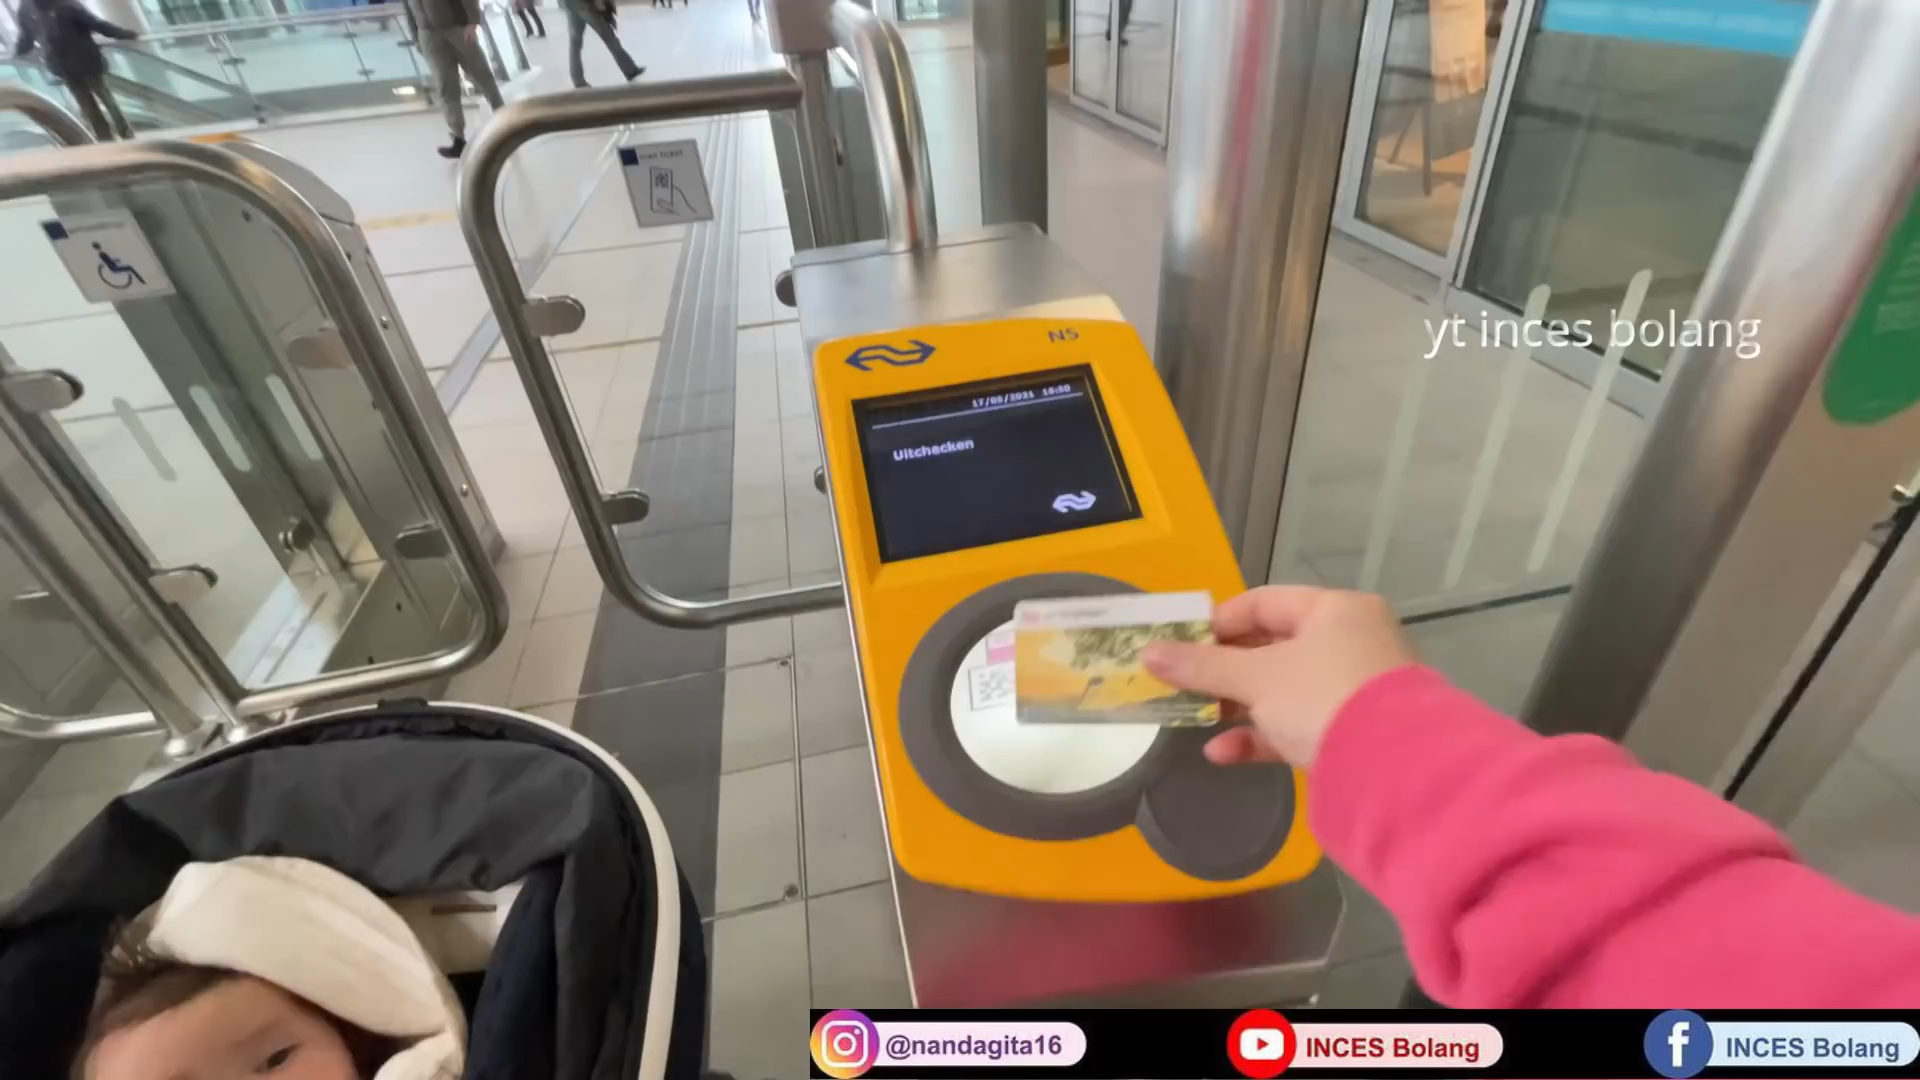 NS
17/05/2021 16:50
Uitchecken
yt inces bolang
@nandagita16
INCES Bolang
INCES Bolang